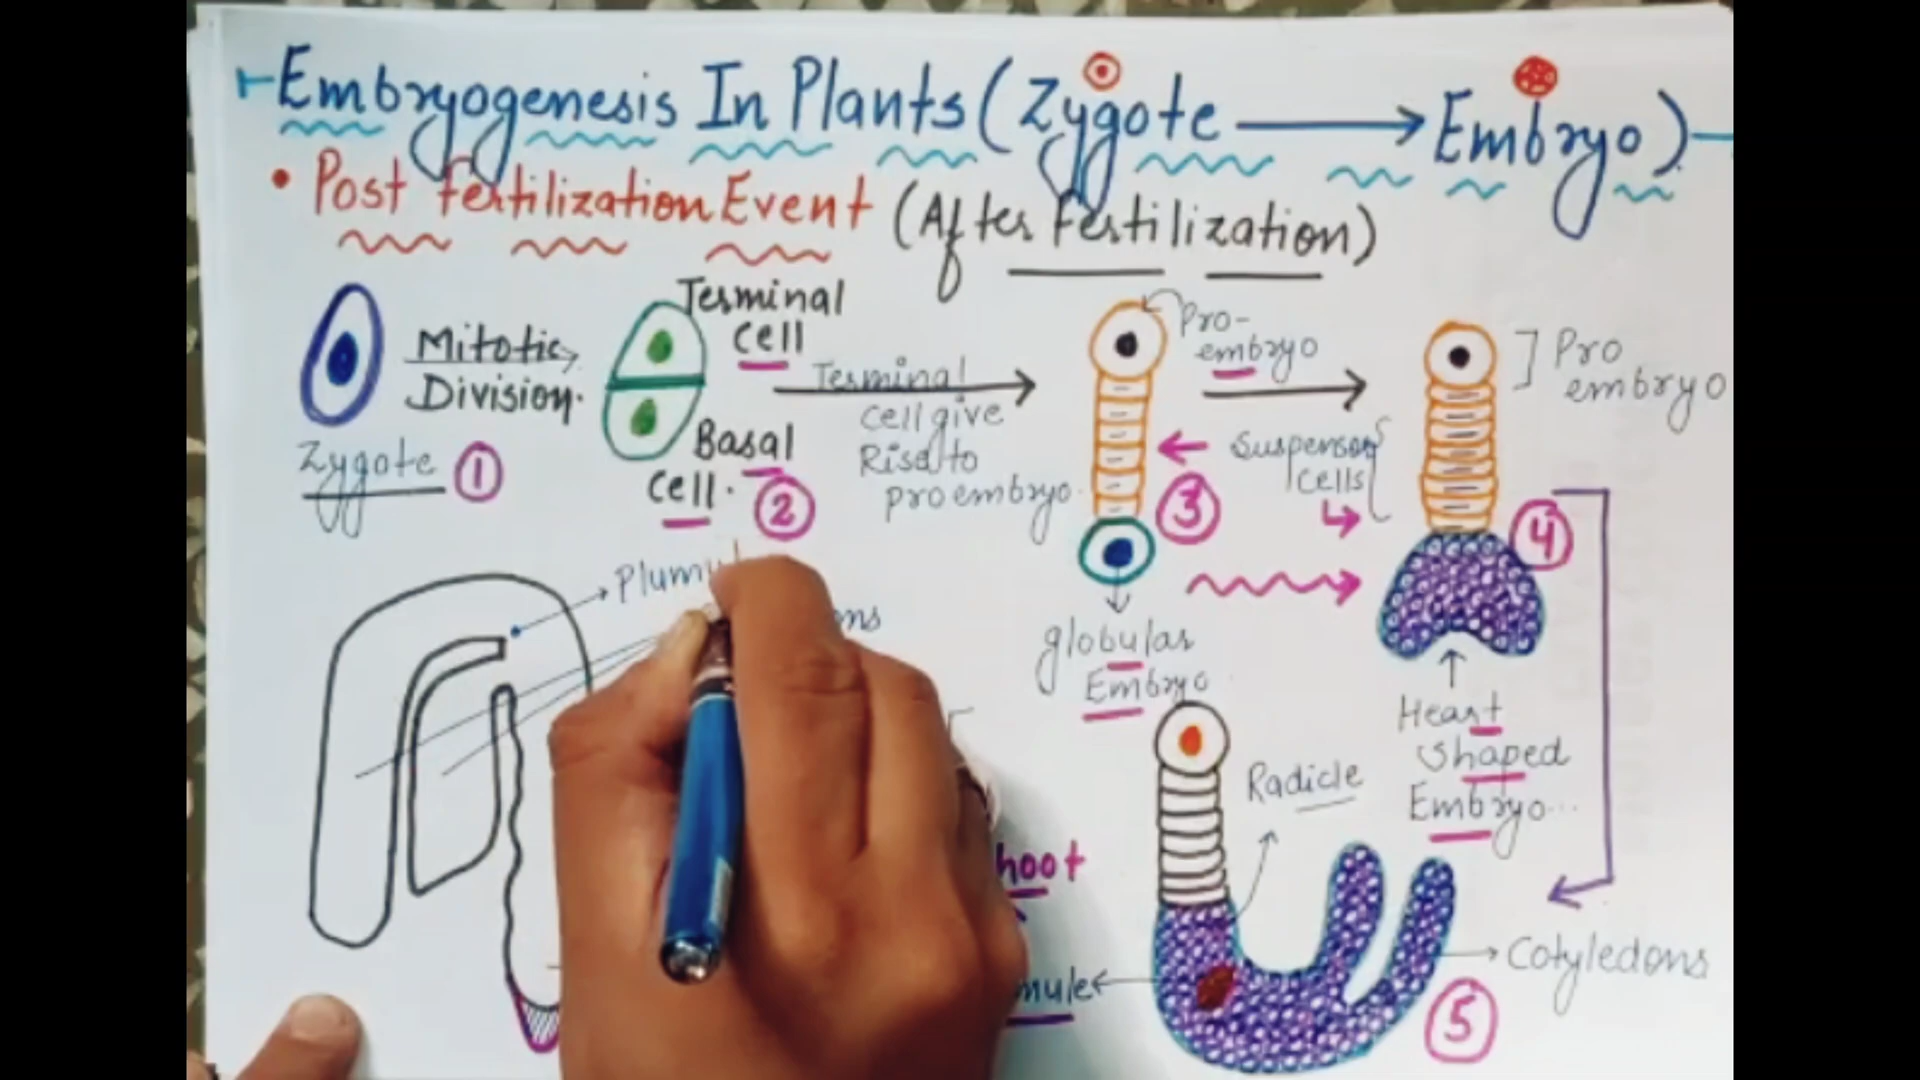 Embryogenesis In Plants (Zygote → Embryo)
• Post fertilization Event (After Fertilization)
Mitotic
Division.
Zygote ①
Terminal
Cell
Basal
Cell. ②
Terminal
cell give
Rise to
proembryo.
Pro-
embryo
③
Suspensor
Cells
Pro
embryo
④
globular
Embryo
Heart
shaped
Embryo...
hoot
Radicle
mule
Cotyledons
⑤